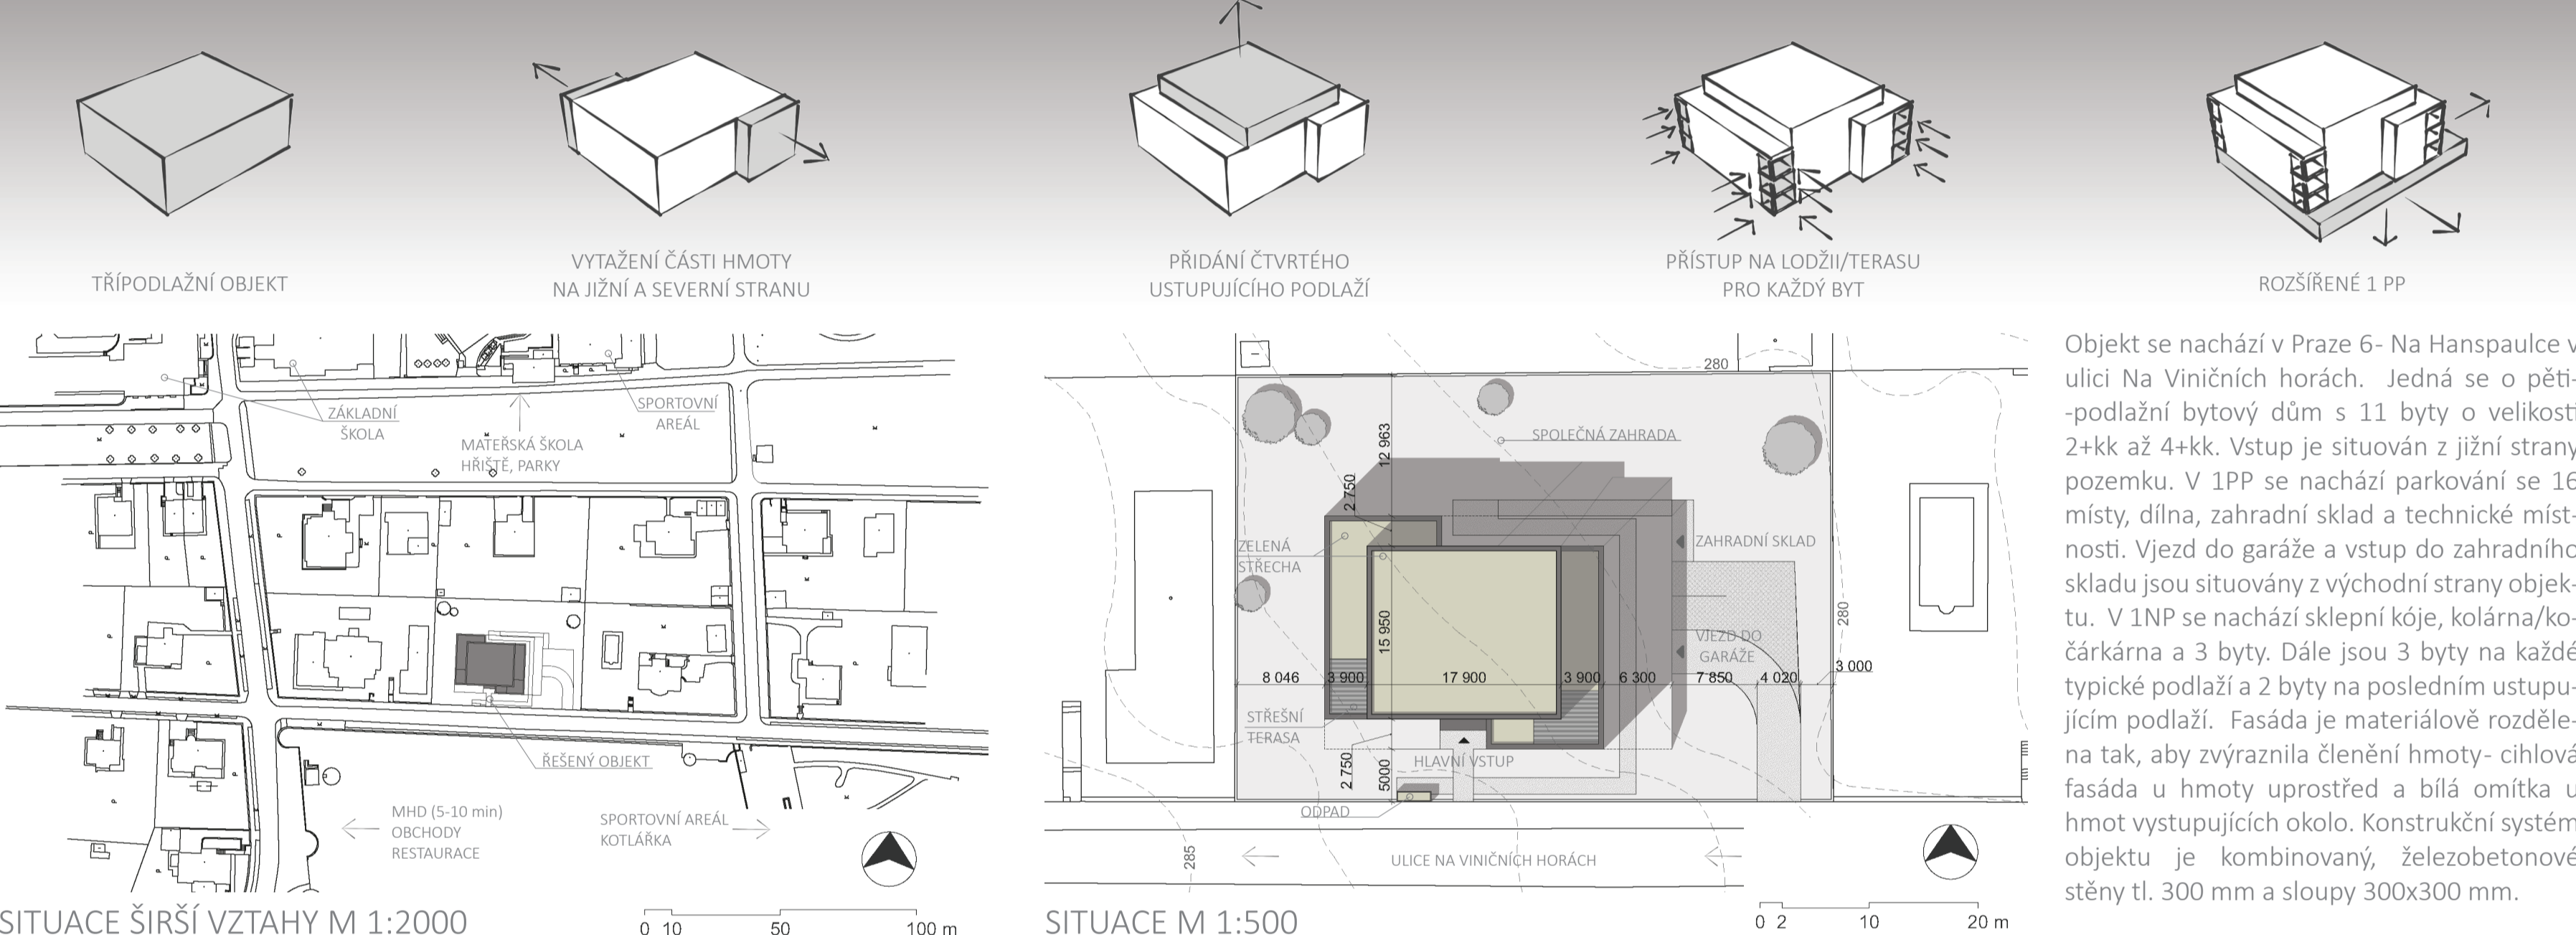 TŘÍPODLAŽNÍ OBJEKT
VYTAŽENÍ ČÁSTI HMOTY
NA JIŽNÍ A SEVERNÍ STRANU
PŘIDÁNÍ ČTVRTÉHO
USTUPUJÍCÍHO PODLAŽÍ
PŘÍSTUP NA LODŽII/TERASU
PRO KAŽDÝ BYT
ROZŠÍŘENÉ 1 PP
ZÁKLADNÍ
ŠKOLA
MATEŘSKÁ ŠKOLA
HŘIŠTĚ, PARKY
SPORTOVNÍ
AREÁL
ŘEŠENÝ OBJEKT
MHD (5-10 min)
OBCHODY
RESTAURACE
SPORTOVNÍ AREÁL
KOTLÁŘKA
SITUACE ŠIRŠÍ VZTAHY M 1:2000
0 10 50 100 m
280
SPOLEČNÁ ZAHRADA
12 963
2 750
ZELENÁ
STŘECHA
ZAHRADNÍ SKLAD
280
15 950
VJEZD DO
GARÁŽE
8 046 3 900 17 900 3 900 6 300 7 850 4 020 3 000
STŘEŠNÍ
TERASA
HLAVNÍ VSTUP
2 750
5000
ODPAD
285
ULICE NA VINIČNÍCH HORÁCH
SITUACE M 1:500
0 2 10 20 m
Objekt se nachází v Praze 6- Na Hanspaulce v
ulici Na Viničních horách. Jedná se o pěti-
-podlažní bytový dům s 11 byty o velikosti
2+kk až 4+kk. Vstup je situován z jižní strany
pozemku. V 1PP se nachází parkování se 16
místy, dílna, zahradní sklad a technické míst-
nosti. Vjezd do garáže a vstup do zahradního
skladu jsou situovány z východní strany objek-
tu. V 1NP se nachází sklepní kóje, kolárna/ko-
čárkárna a 3 byty. Dále jsou 3 byty na každé
typické podlaží a 2 byty na posledním ustupu-
jícím podlaží. Fasáda je materiálově rozděle-
na tak, aby zvýraznila členění hmoty- cihlová
fasáda u hmoty uprostřed a bílá omítka u
hmot vystupujících okolo. Konstrukční systém
objektu je kombinovaný, železobetonové
stěny tl. 300 mm a sloupy 300x300 mm.